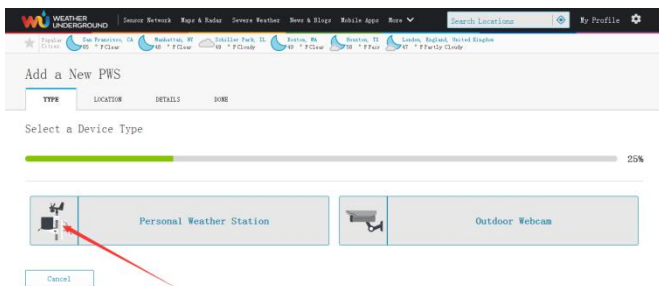 WEATHER UNDERGROUND
Sensor Network Maps & Radar Severe Weather News & Blogs Mobile Apps More Search Locations My Profile
Popular Cities San Francisco, CA Manhattan, NY Schiller Park, IL Boston, MA Houston, TX London, England, United Kingdom
°F Clear °F Clear °F Cloudy °F Clear °F Fair °F Partly Cloudy
Add a New PWS
TYPE LOCATION DETAILS DONE
Select a Device Type
25%
Personal Weather Station Outdoor Webcam
Cancel